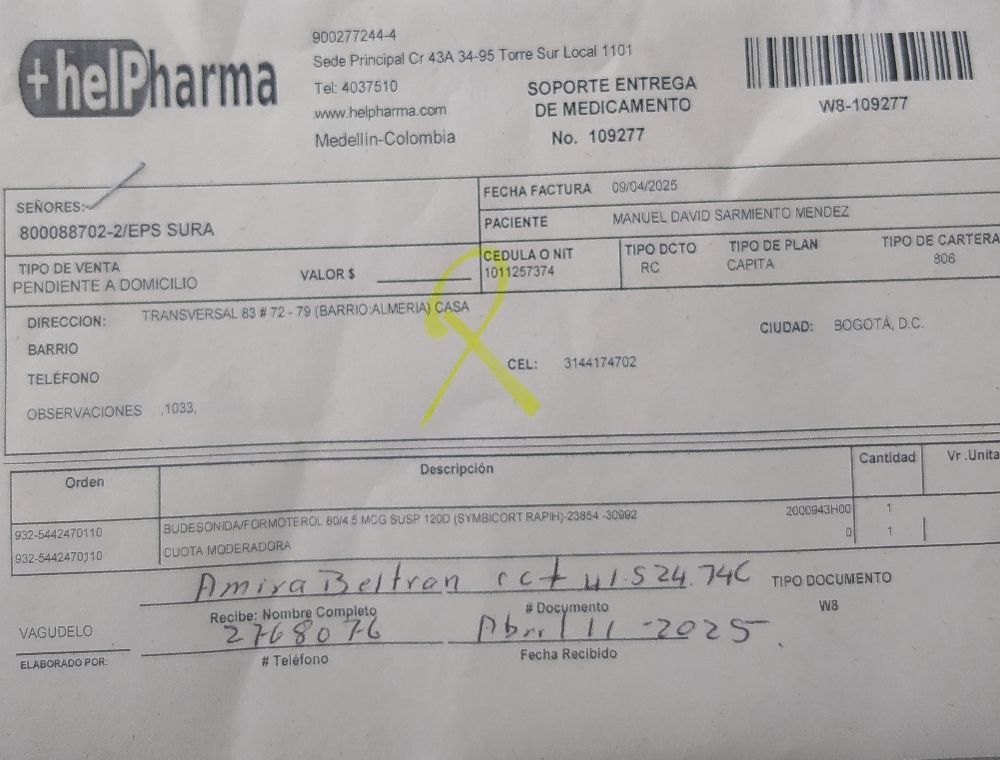 +helPharma
900277244-4
Sede Principal Cr 43A 34-95 Torre Sur Local 1101
Tel: 4037510
www.helpharma.com
Medellin-Colombia
SOPORTE ENTREGA
DE MEDICAMENTO
No. 109277
W8-109277
SEÑORES:
800088702-2/EPS SURA
FECHA FACTURA 09/04/2025
PACIENTE MANUEL DAVID SARMIENTO MENDEZ
TIPO DE VENTA
PENDIENTE A DOMICILIO
VALOR $
CEDULA O NIT
1011257374
TIPO DCTO
RC
TIPO DE PLAN
CAPITA
TIPO DE CARTERA
806
DIRECCION: TRANSVERSAL 83 # 72 - 79 (BARRIO:ALMERIA) CASA
CIUDAD: BOGOTÁ, D.C.
BARRIO
CEL: 3144174702
TELÉFONO
OBSERVACIONES ,1033,
Orden Descripción Cantidad Vr .Unita
932-5442470110 BUDESONIDA/FORMOTEROL 80/4.5 MCG SUSP 120D (SYMBICORT RAPIH)-23854 -30992 2000943H00 1
932-5442470110 CUOTA MODERADORA 0 1
Amira Beltran
Recibe: Nombre Completo
# Documento
TIPO DOCUMENTO
W8
VAGUDELO
2768076
Abril 11 -2025
ELABORADO POR:
# Teléfono
Fecha Recibido